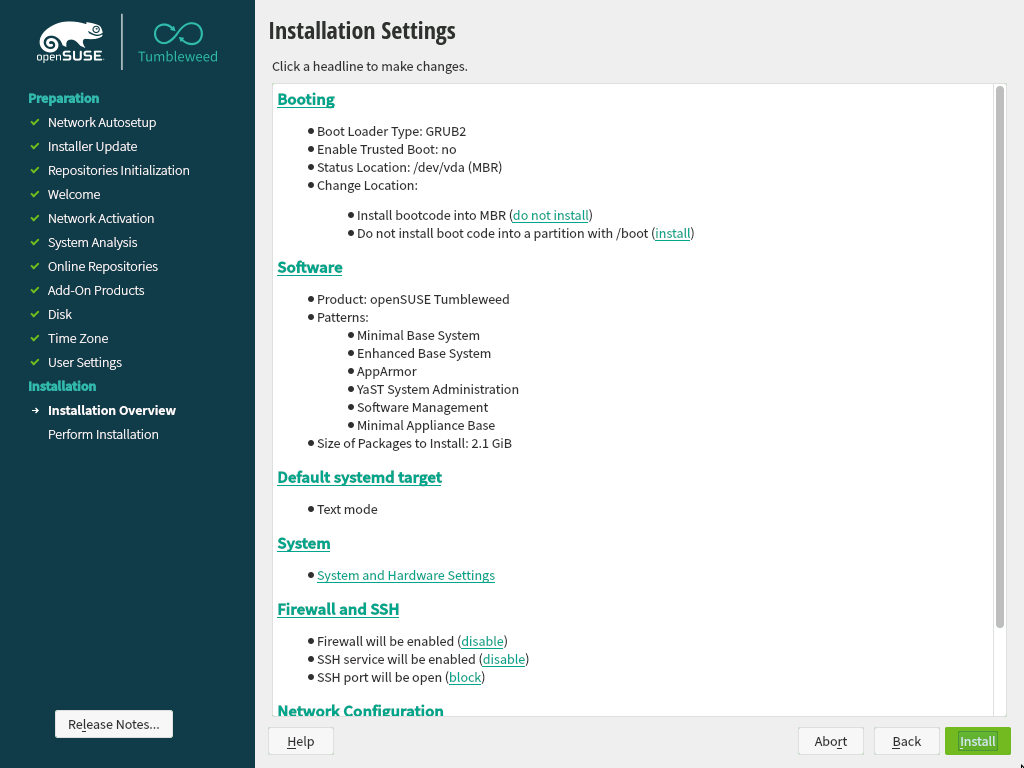 openSUSE
Tumbleweed
Preparation
Network Autosetup
Installer Update
Repositories Initialization
Welcome
Network Activation
System Analysis
Online Repositories
Add-On Products
Disk
Time Zone
User Settings
Installation
Installation Overview
Perform Installation
Release Notes...
Installation Settings
Click a headline to make changes.
Booting
Boot Loader Type: GRUB2
Enable Trusted Boot: no
Status Location: /dev/vda (MBR)
Change Location:
Install bootcode into MBR (do not install)
Do not install boot code into a partition with /boot (install)
Software
Product: openSUSE Tumbleweed
Patterns:
Minimal Base System
Enhanced Base System
AppArmor
YaST System Administration
Software Management
Minimal Appliance Base
Size of Packages to Install: 2.1 GiB
Default systemd target
Text mode
System
System and Hardware Settings
Firewall and SSH
Firewall will be enabled (disable)
SSH service will be enabled (disable)
SSH port will be open (block)
Network Configuration
Help
Abort
Back
Install